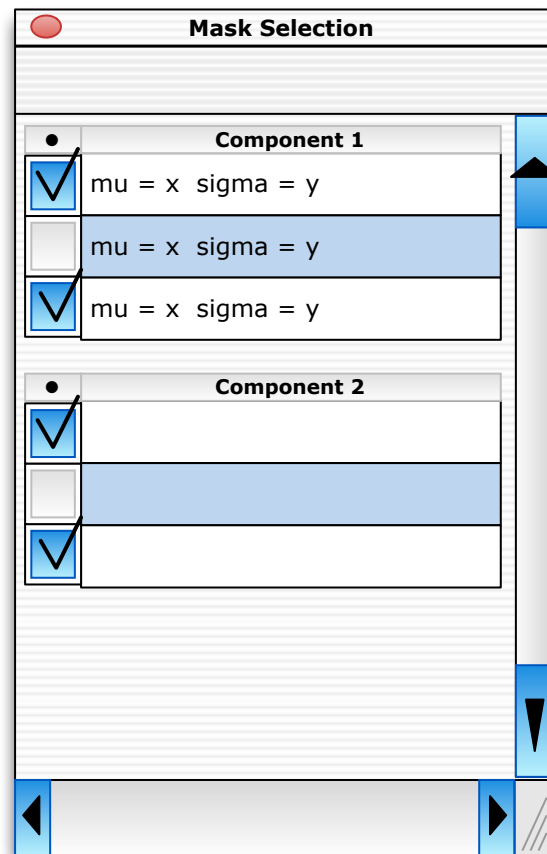 Mask Selection
Component 1
mu = x sigma = y
mu = x sigma = y
mu = x sigma = y
Component 2